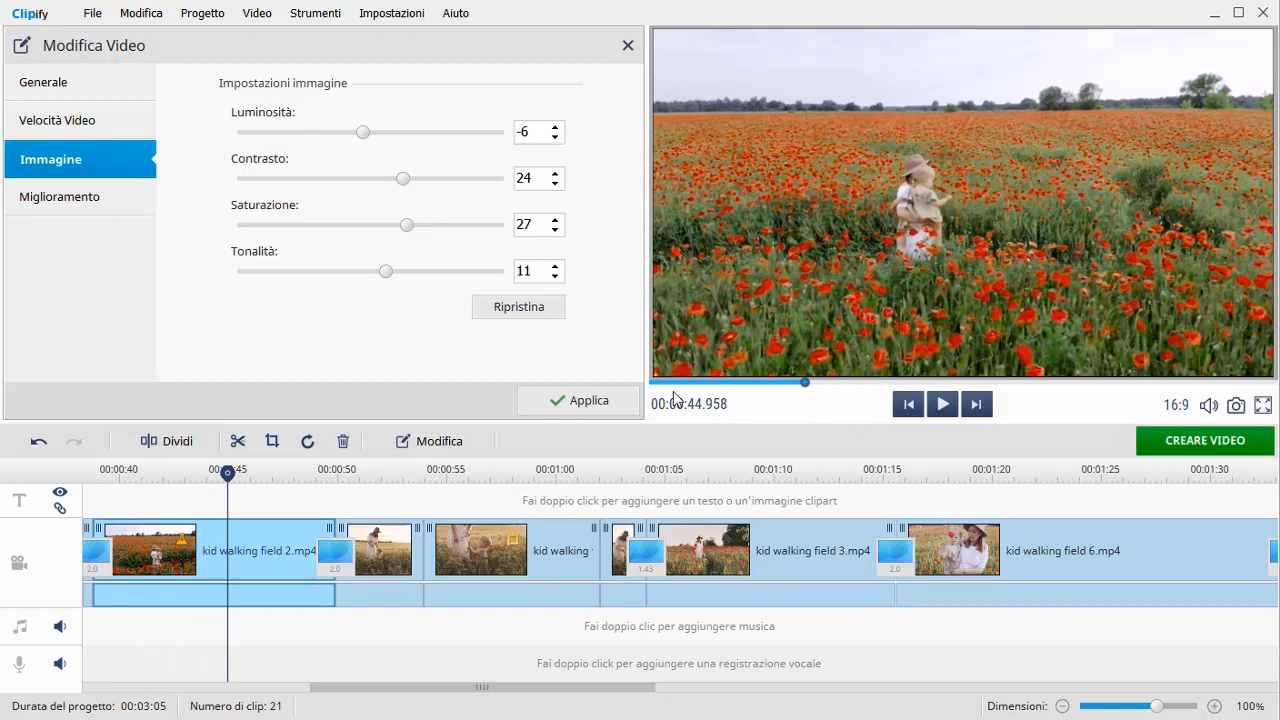 Clipify File Modifica Progetto Video Strumenti Impostazioni Aiuto
Modifica Video
Generale
Velocità Video
Immagine
Miglioramento
Impostazioni immagine
Luminosità:
-6
Contrasto:
24
Saturazione:
27
Tonalità:
11
Ripristina
Applica
16:9
Dividi
Modifica
CREARE VIDEO
00:00:40 00:00:50 00:00:55 00:01:00 00:01:05 00:01:10 00:01:15 00:01:20 00:01:25 00:01:30
T Fai doppio click per aggiungere un testo o un'immagine clipart
kid walking field 2.mp4 kid walking kid walking field 3.mp4 kid walking field 6.mp4
2.0 2.0 1.43 2.0
Fai doppio clic per aggiungere musica
Fai doppio click per aggiungere una registrazione vocale
Durata del progetto: 00:03:05 Numero di clip: 21 Dimensioni: 100%